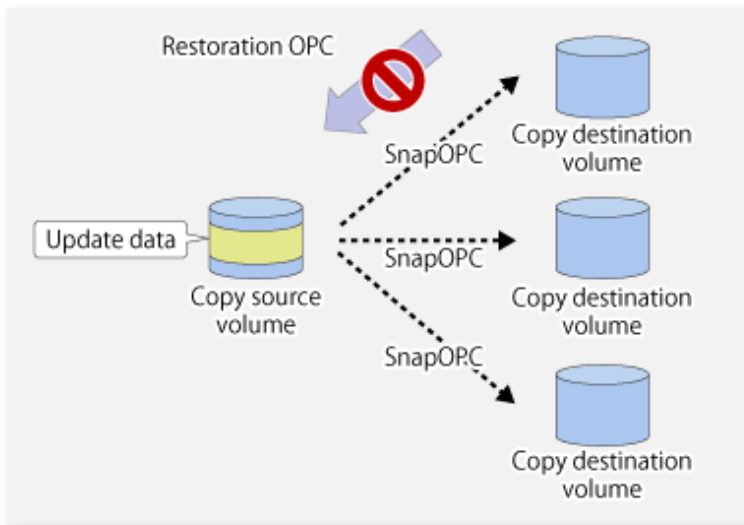 Restoration OPC
SnapOPC
Copy destination
volume
Update data
SnapOPC
Copy source
volume
Copy destination
volume
SnapOPC
Copy destination
volume